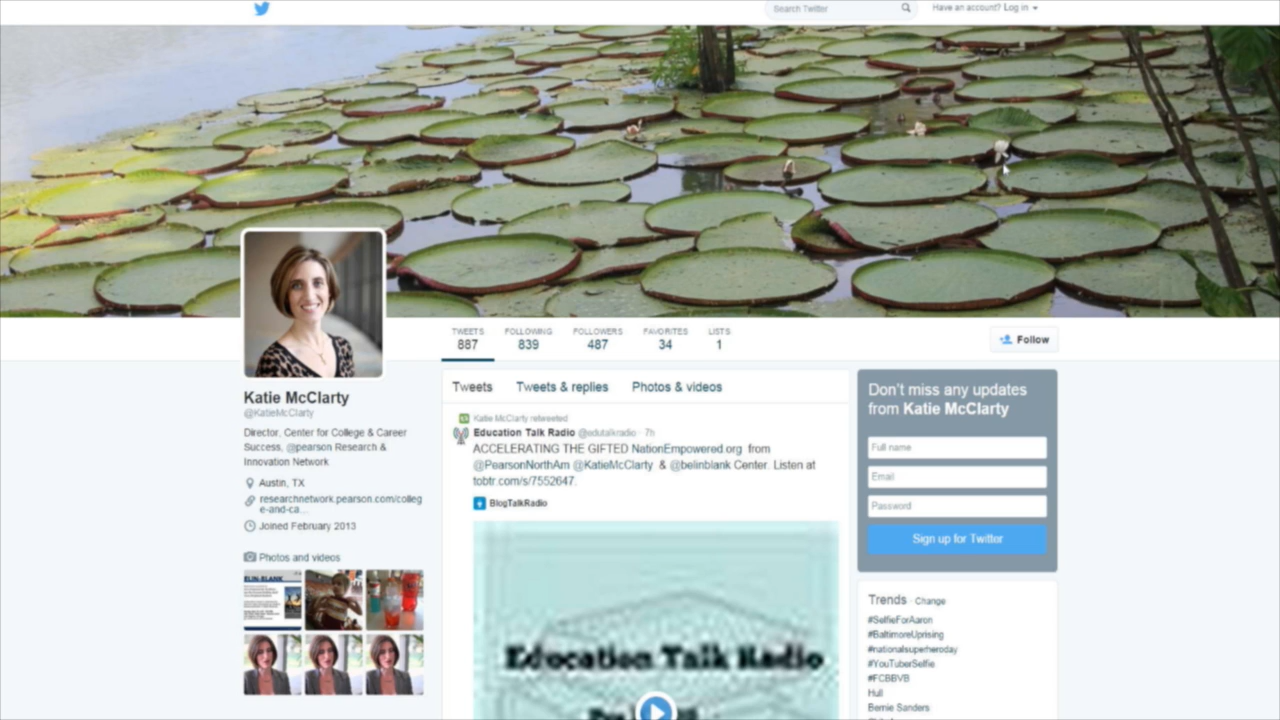 Search Twitter
Have an account? Log in
TWEETS
887
FOLLOWING
839
FOLLOWERS
487
FAVORITES
34
LISTS
1
Follow
Katie McClarty
@KatieMcClarty
Director, Center for College & Career
Success, @pearson Research &
Innovation Network
Austin, TX
researchnetwork.pearson.com/colleg
e-and-ca...
Joined February 2013
Photos and videos
Tweets
Tweets & replies
Photos & videos
Katie McClarty retweeted
Education Talk Radio @edutalkradio · 7h
ACCELERATING THE GIFTED NationEmpowered.org from
@PearsonNorthAm @KatieMcClarty & @belinblank Center. Listen at
tobtr.com/s/7552647.
BlogTalkRadio
Education Talk Radio
Don't miss any updates
from Katie McClarty
Full name
Email
Password
Sign up for Twitter
Trends · Change
#SelfieForAaron
#BaltimoreUprising
#nationalsuperheroday
#YouTuberSelfie
#FCBBVB
Hull
Bernie Sanders